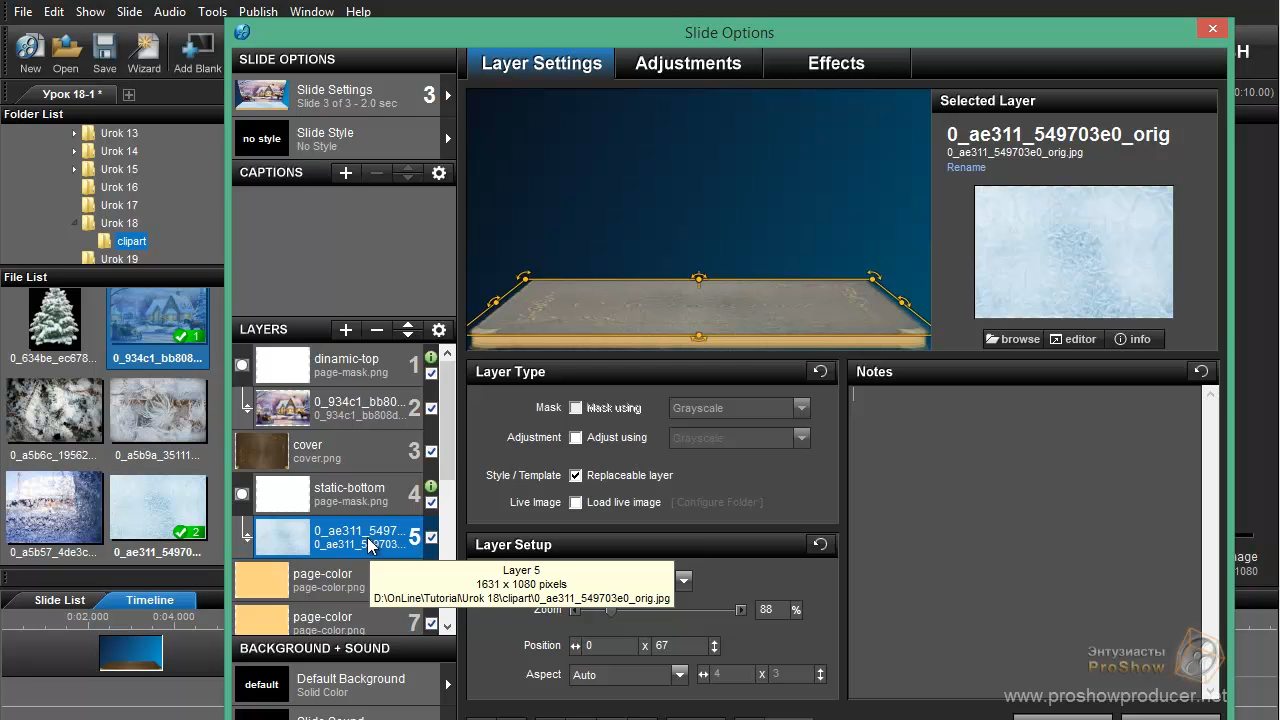 File Edit Show Slide Audio Tools Publish Window Help
Slide Options
New Open Save Wizard Add Blank
Урок 18-1 *
Folder List
Urok 13
Urok 14
Urok 15
Urok 16
Urok 17
Urok 18
clipart
Urok 19
File List
0_634be_ec678...
0_934c1_bb808...
1
0_a5b6c_19562...
0_a5b9a_35111...
2
0_a5b57_4de3c...
0_ae311_54970...
Slide List
Timeline
0:02.000
0:04.000
SLIDE OPTIONS
Slide Settings
Slide 3 of 3 - 2.0 sec
3
no style
Slide Style
No Style
CAPTIONS
LAYERS
dinamic-top
page-mask.png
1
0_934c1_bb80...
0_934c1_bb808d...
2
cover
cover.png
3
static-bottom
page-mask.png
4
0_ae311_5497...
5
page-color
page-color.png
page-color
page-color.png
7
BACKGROUND + SOUND
default
Default Background
Solid Color
Slide Sound
Layer Settings
Adjustments
Effects
Selected Layer
0_ae311_549703e0_orig
0_ae311_549703e0_orig.jpg
Rename
browse
editor
info
Layer Type
Mask
Mask using
Grayscale
Adjustment
Adjust using
Grayscale
Style / Template
Replaceable layer
Live Image
Load live image
[ Configure Folder ]
Layer Setup
Layer 5
1631 x 1080 pixels
D:\OnLine\Tutorial\Urok 18\clipart\0_ae311_549703e0_orig.jpg
Zoom
88 %
Position
0 x 67
Aspect
Auto
4 x 3
Notes
0:10.00)
1080
Энтузиасты
ProShow
www.proshowproducer.net